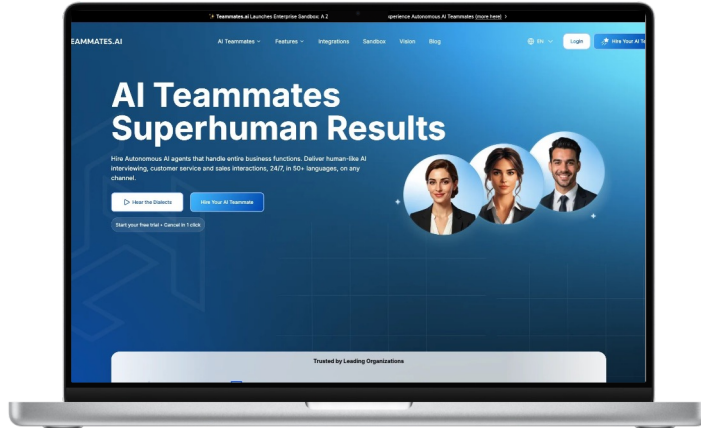 Teammates.ai Launches Enterprise Sandbox: A Z
xperience Autonomous AI Teammates (more here) >
EAMMATES.AI
AI Teammates
Features
Integrations
Sandbox
Vision
Blog
EN
Login
Hire Your AI Te
AI Teammates
Superhuman Results
Hire Autonomous AI agents that handle entire business functions. Deliver human-like AI
Interviewing, customer service and sales interactions, 24/7, in 50+ languages, on any
channel.
Hear the Dialects
Hire Your AI Teammate
Start your free trial • Cancel in 1 click
Trusted by Leading Organizations